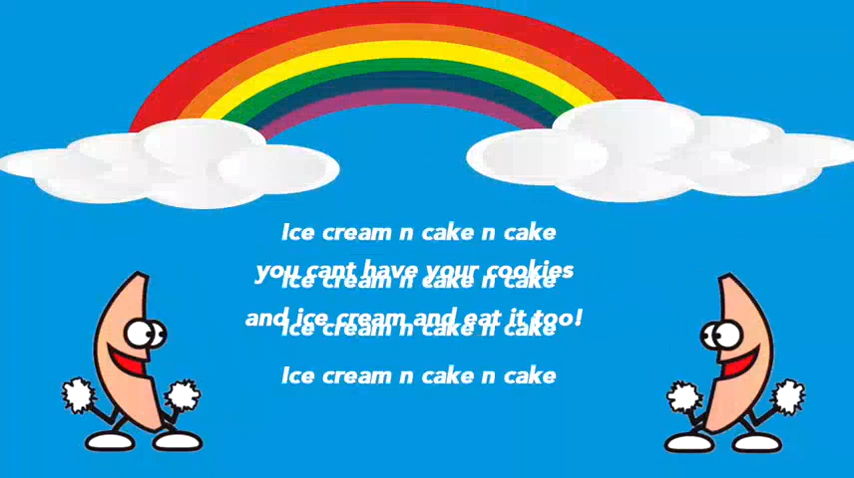 Ice cream n cake n cake
you cant have your cookies
Ice cream n cake n cake
and ice cream and eat it too!
Ice cream n cake n cake
Ice cream n cake n cake